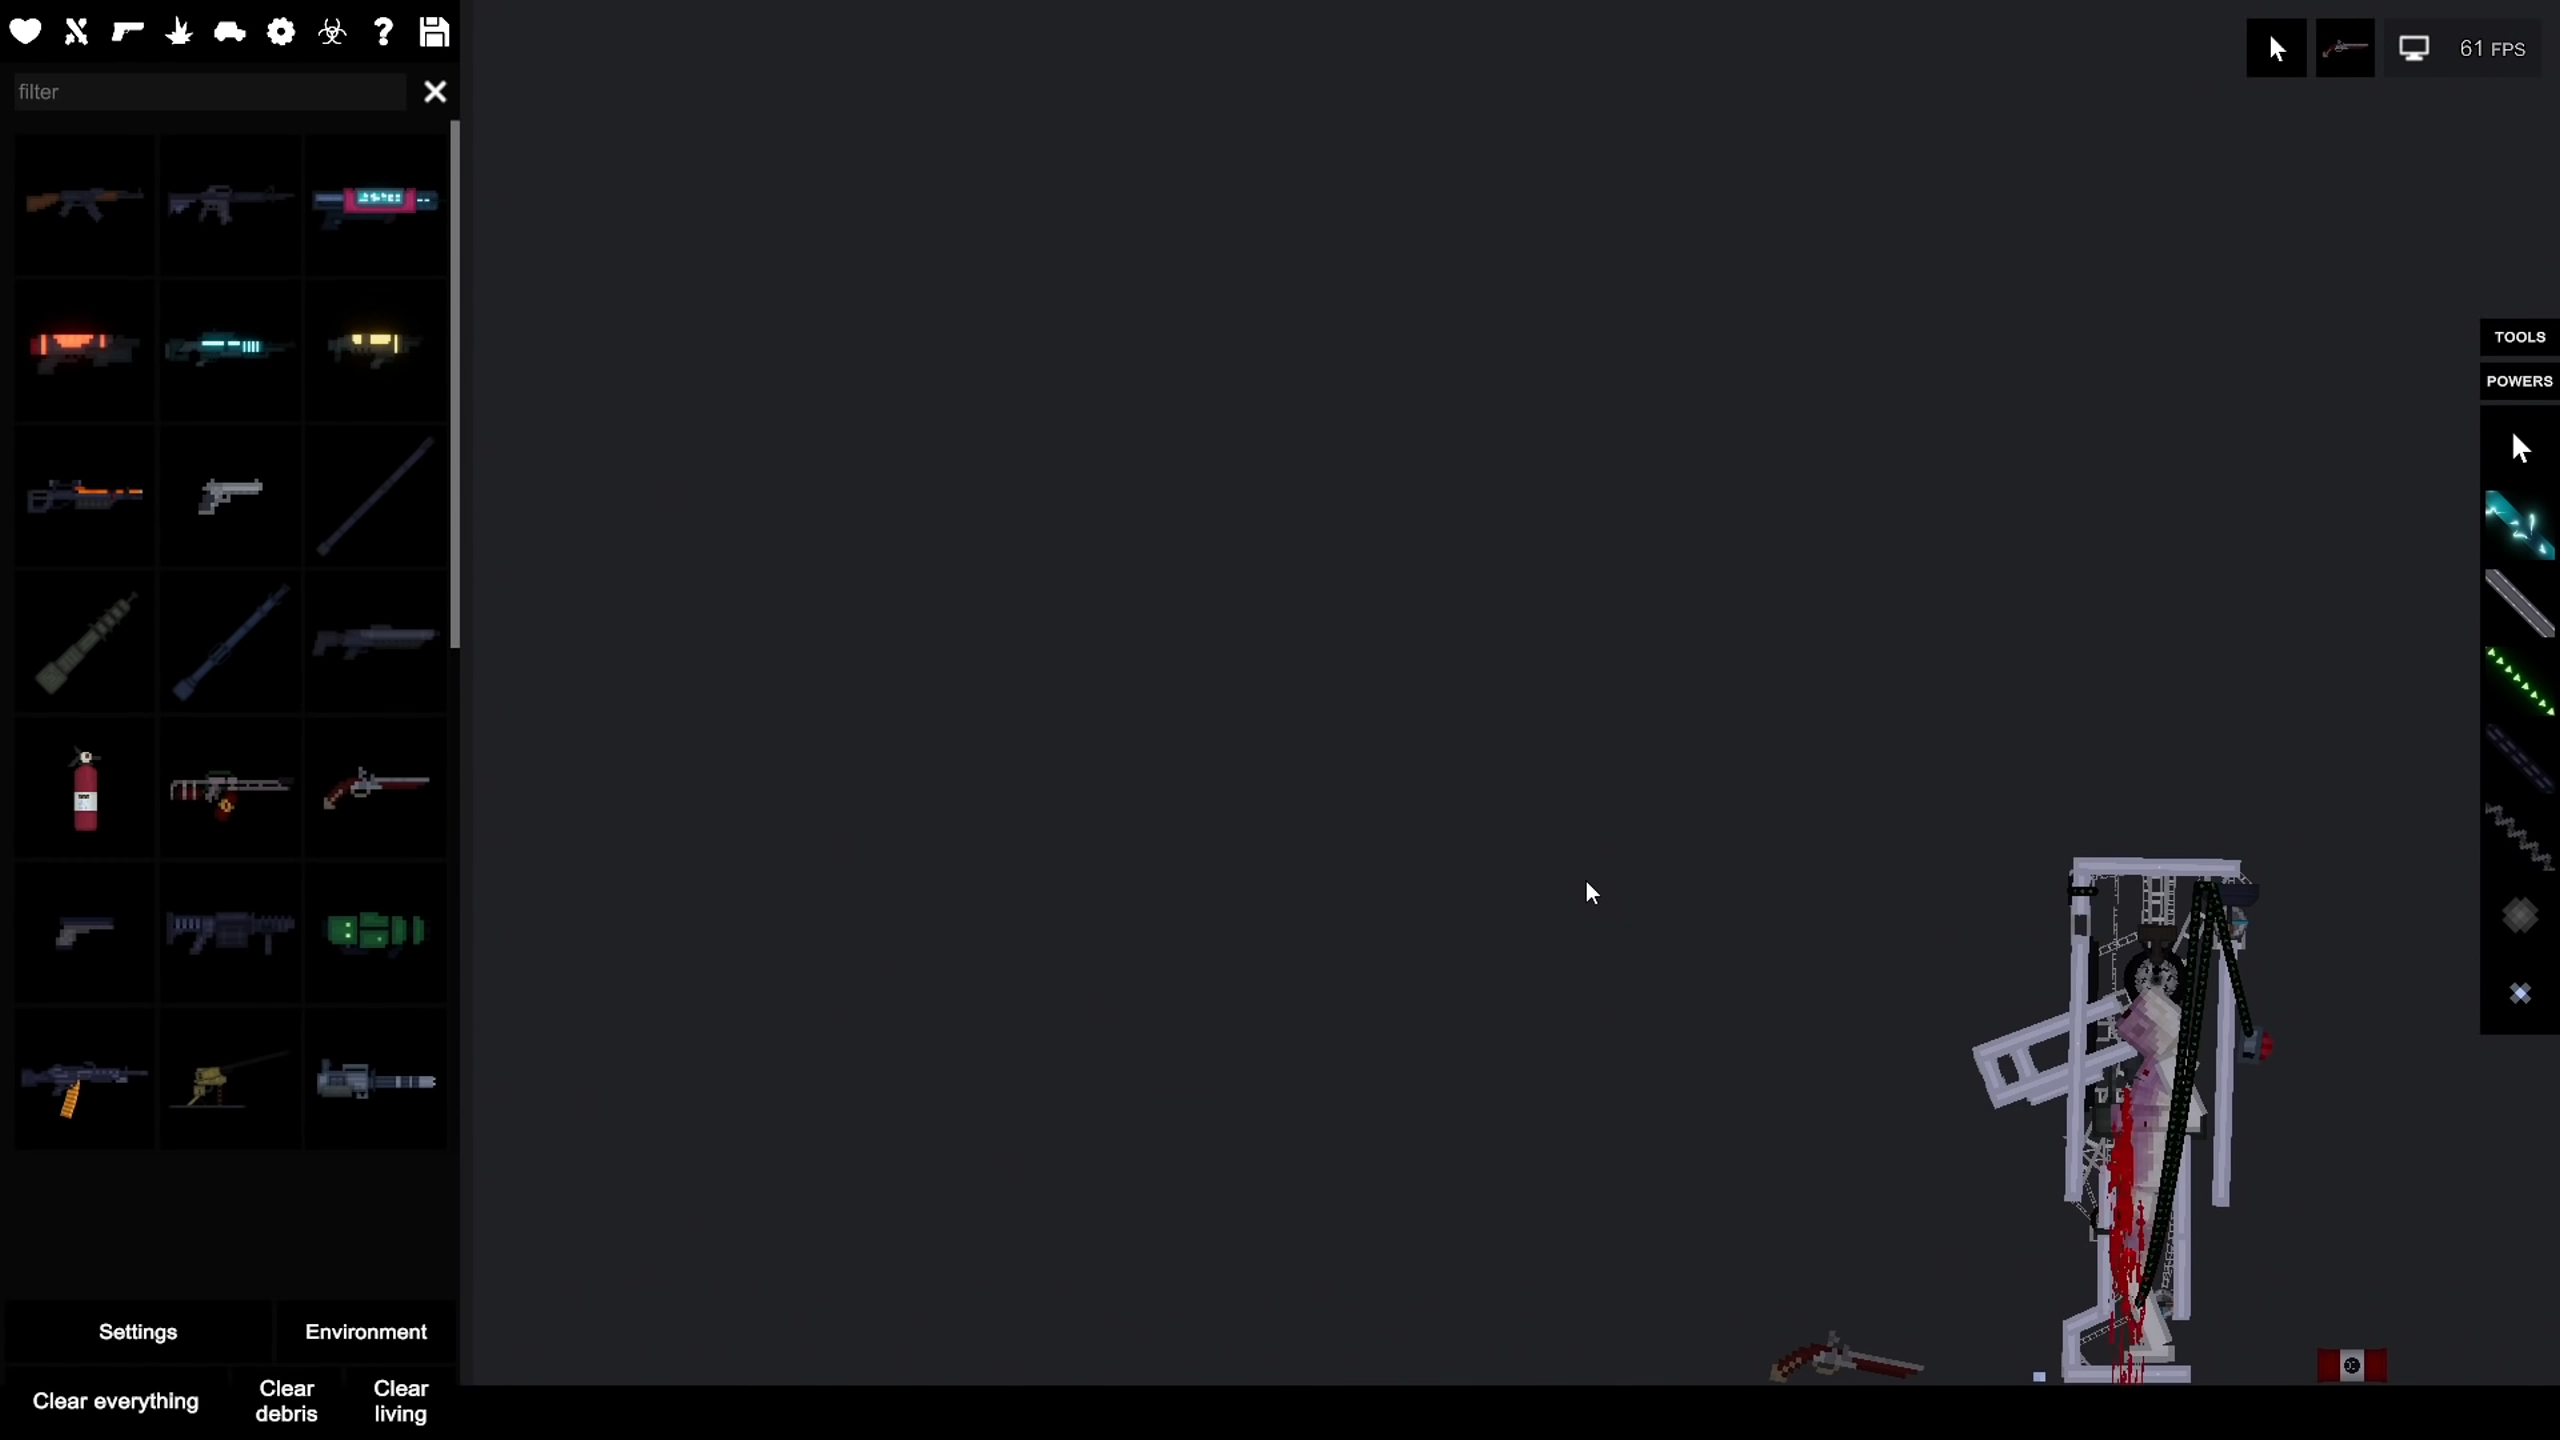 61 FPS
filter
TOOLS
POWERS
Settings
Environment
Clear everything
Clear
debris
Clear
living